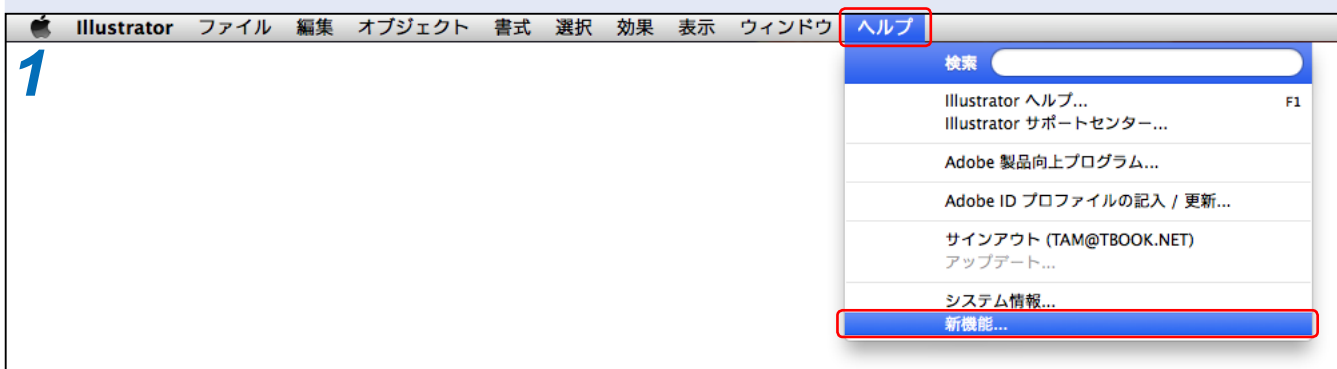 Illustrator ファイル 編集 オブジェクト 書式 選択 効果 表示 ウィンドウ ヘルプ
1
検索
Illustrator ヘルプ... F1
Illustrator サポートセンター...
Adobe 製品向上プログラム...
Adobe ID プロファイルの記入 / 更新...
サインアウト (TAM@TBOOK.NET)
アップデート...
システム情報...
新機能...